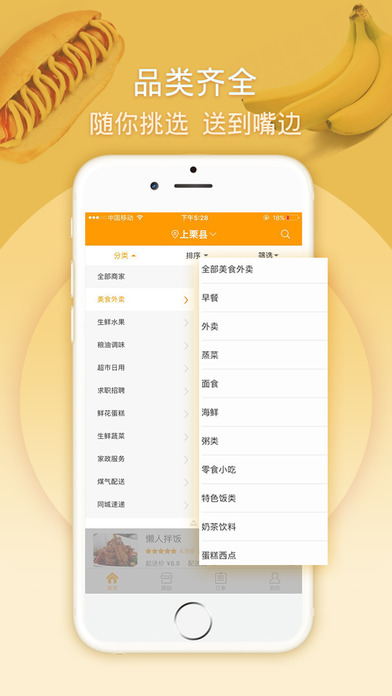 品类齐全
随你挑选 送到嘴边
中国移动 下午5:28
上栗县
分类 排序 筛选
全部商家
美食外卖
生鲜水果
粮油调味
超市日用
求职招聘
鲜花蛋糕
生鲜蔬菜
家政服务
煤气配送
同城速递
全部美食外卖
早餐
外卖
蒸菜
面食
海鲜
粥类
零食小吃
特色饭类
奶茶饮料
蛋糕西点
懒人拌饭
起送价 ¥8.8 配送
首页 商店 订单 我的